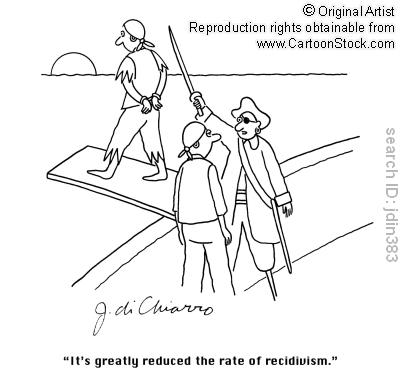 © Original Artist
Reproduction rights obtainable from
www.CartoonStock.com
search ID: jdin383
J. di Chiarro
"It's greatly reduced the rate of recidivism."